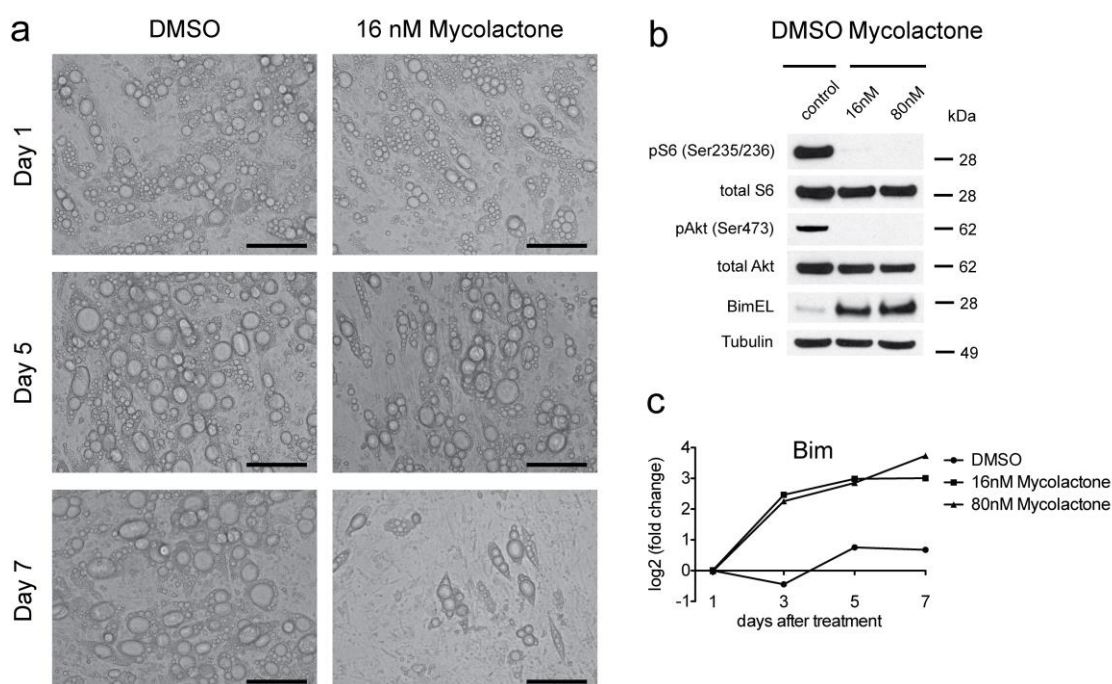 a
DMSO
16 nM Mycolactone
Day 1
Day 5
Day 7
b
DMSO Mycolactone
control
16nM
80nM
kDa
pS6 (Ser235/236)
28
total S6
28
pAkt (Ser473)
62
total Akt
62
BimEL
28
Tubulin
49
c
Bim
log2 (fold change)
4
3
2
1
0
-1
1 3 5 7
days after treatment
DMSO
16nM Mycolactone
80nM Mycolactone